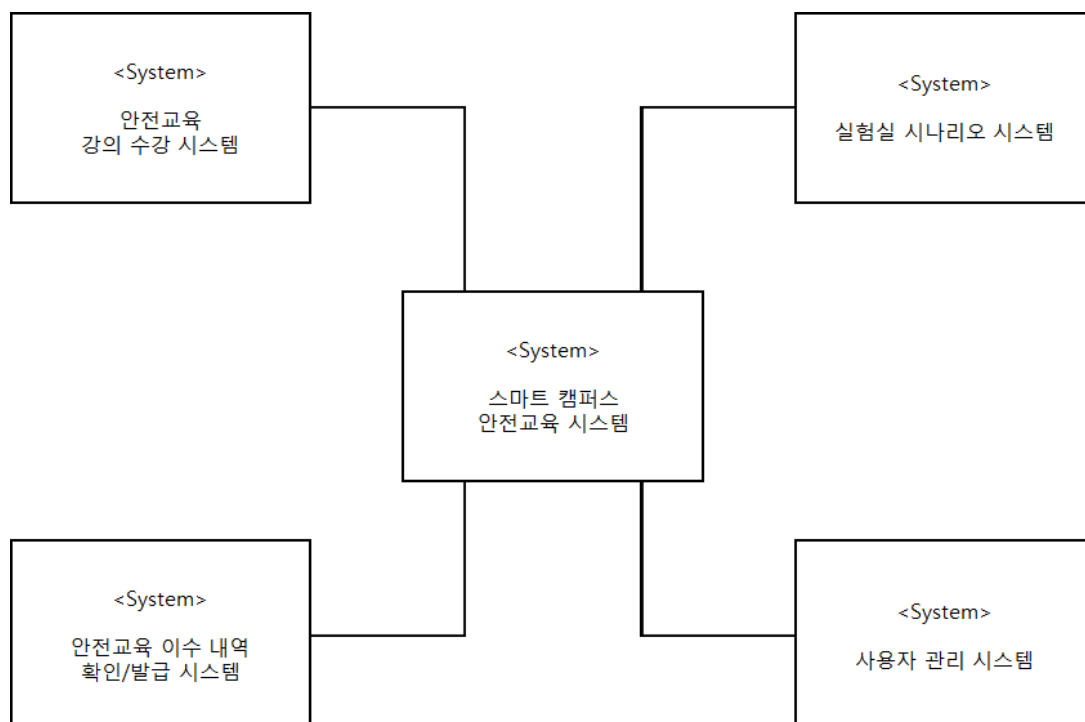 <System>
안전교육
강의 수강 시스템
<System>
실험실 시나리오 시스템
<System>
스마트 캠퍼스
안전교육 시스템
<System>
안전교육 이수 내역
확인/발급 시스템
<System>
사용자 관리 시스템